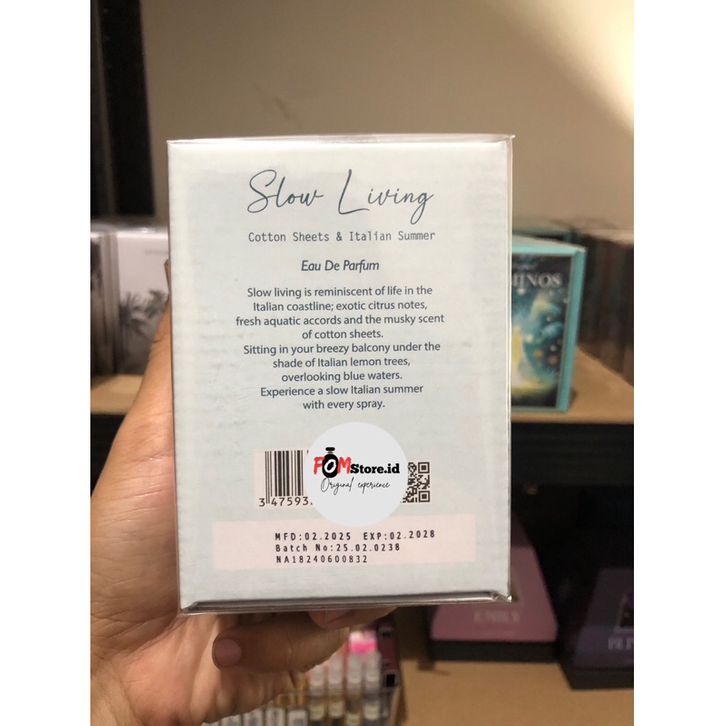 Slow Living
Cotton Sheets & Italian Summer
Eau De Parfum
Slow living is reminiscent of life in the
Italian coastline; exotic citrus notes,
fresh aquatic accords and the musky scent
of cotton sheets.
Sitting in your breezy balcony under the
shade of Italian lemon trees,
overlooking blue waters.
Experience a slow Italian summer
with every spray.
FOMStore.id
Original experience
3 47593
MFD:02.2025 EXP:02.2028
Batch No:25.02.0238
NA18240600832